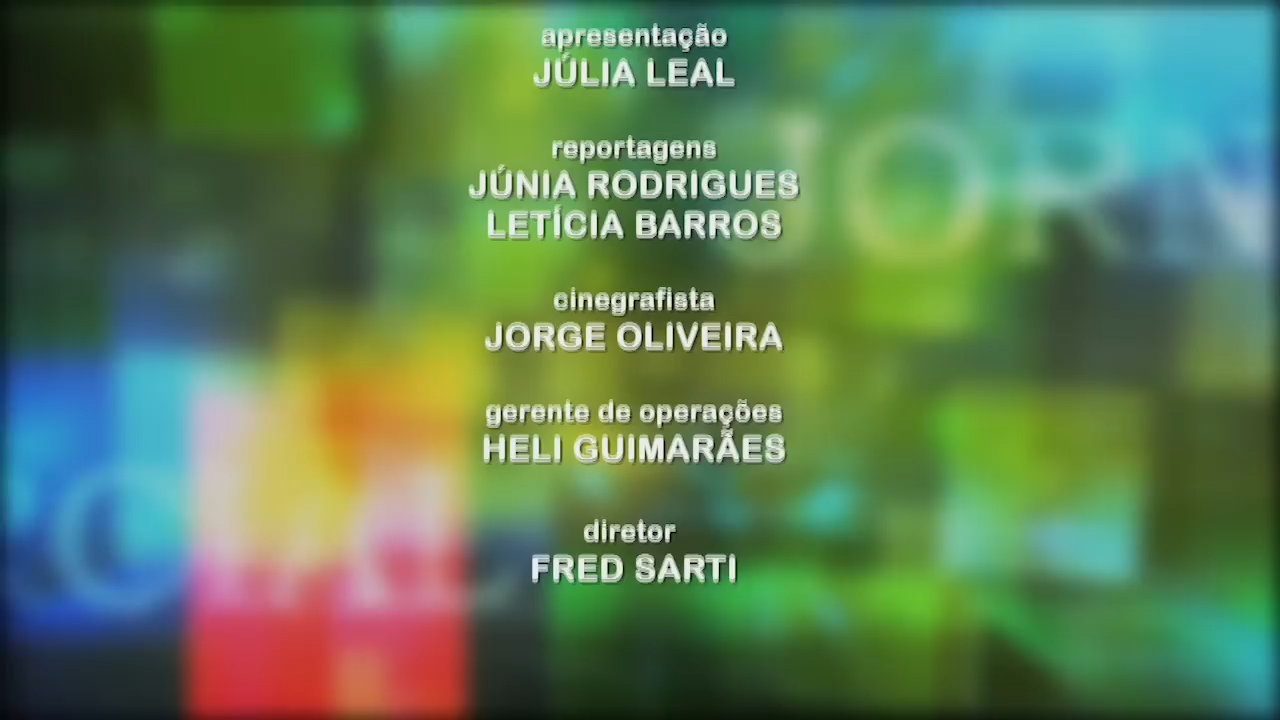 apresentação
JÚLIA LEAL
reportagens
JÚNIA RODRIGUES
LETÍCIA BARROS
cinegrafista
JORGE OLIVEIRA
gerente de operações
HELI GUIMARÃES
diretor
FRED SARTI
JORN